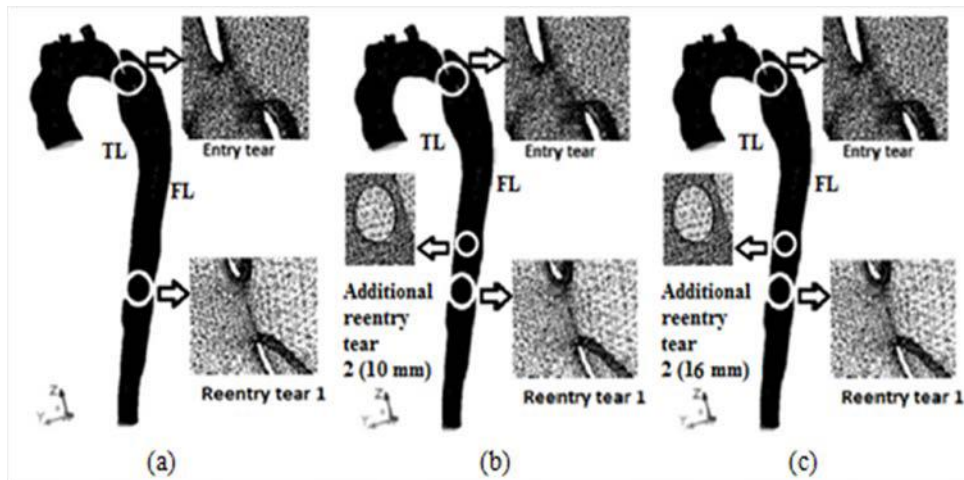 Entry tear
TL
FL
Reentry tear 1
Z
Y
(a)
Entry tear
TL
FL
Additional
reentry
tear
2 (10 mm)
Reentry tear 1
Z
Y
(b)
Entry tear
TL
FL
Additional
reentry
tear
2 (16 mm)
Reentry tear 1
Z
Y
(c)